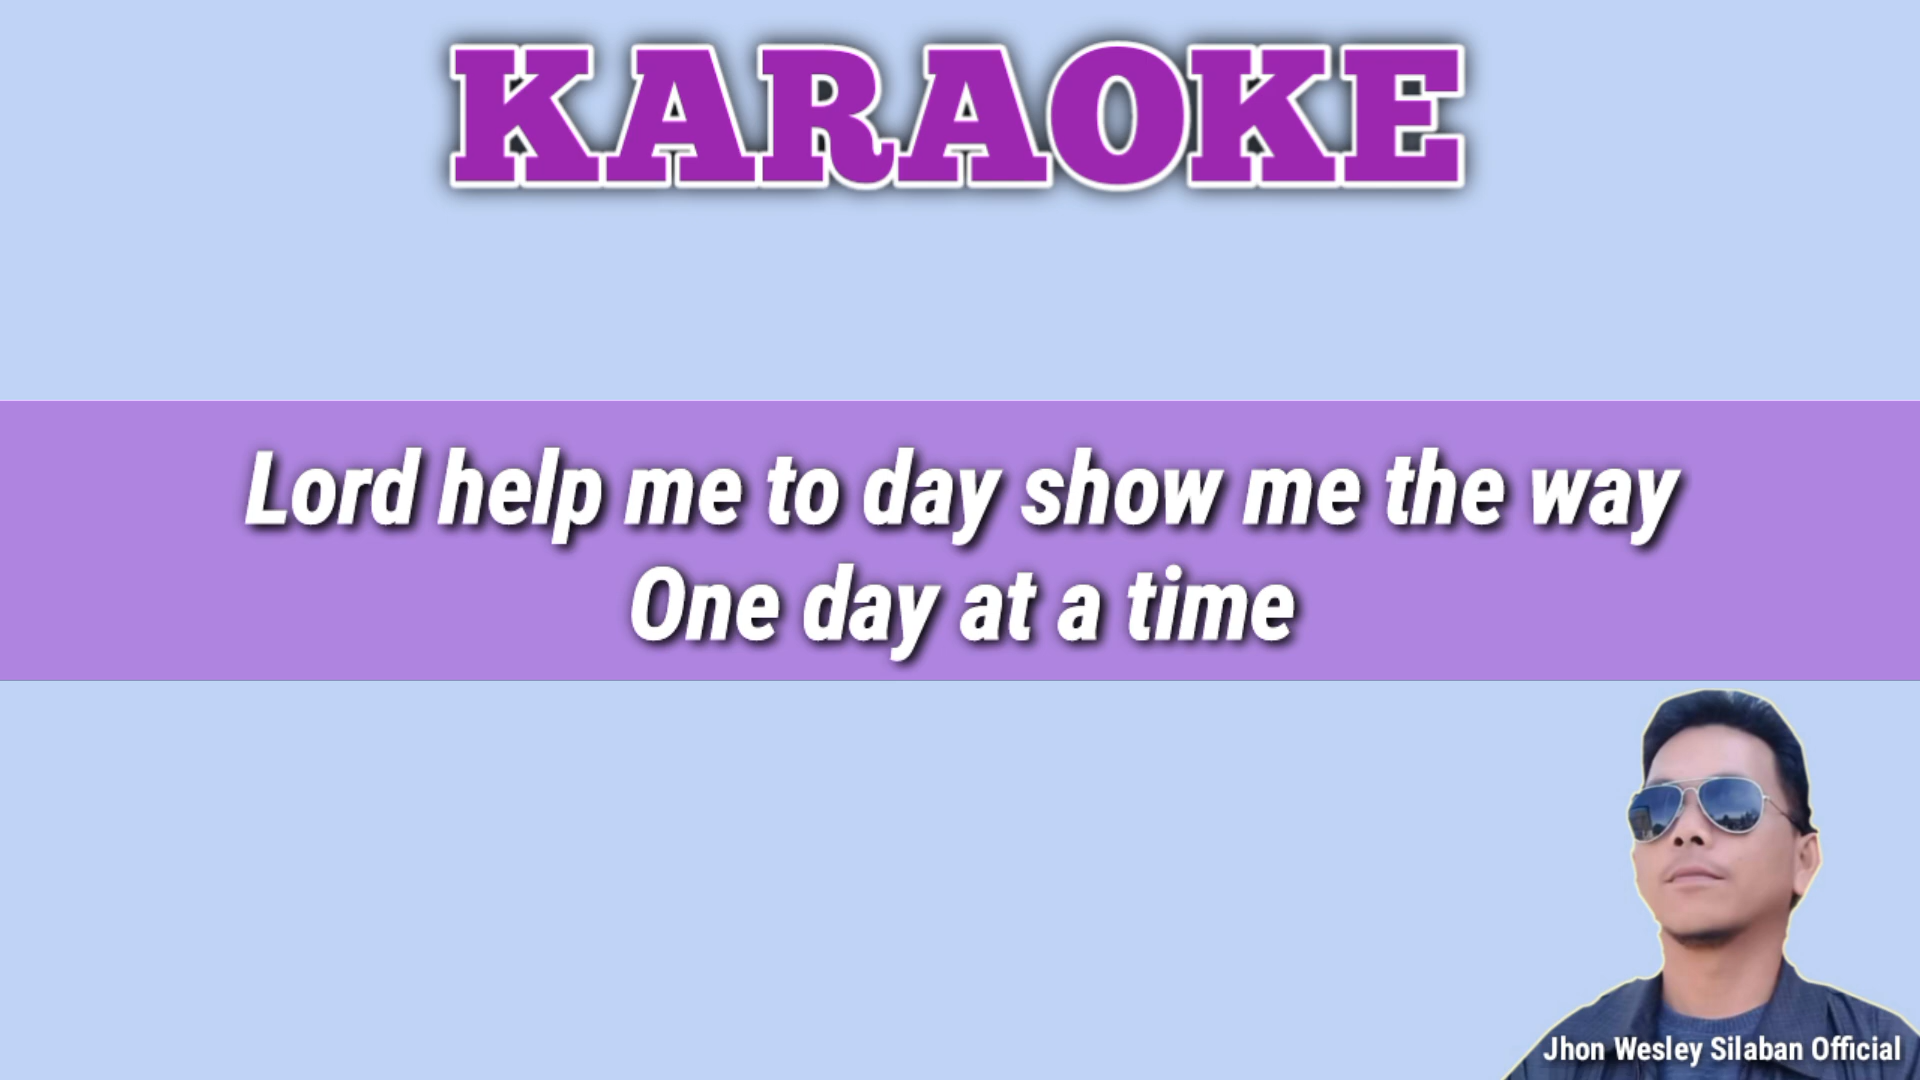 KARAOKE
Lord help me to day show me the way
One day at a time
Jhon Wesley Silaban Official